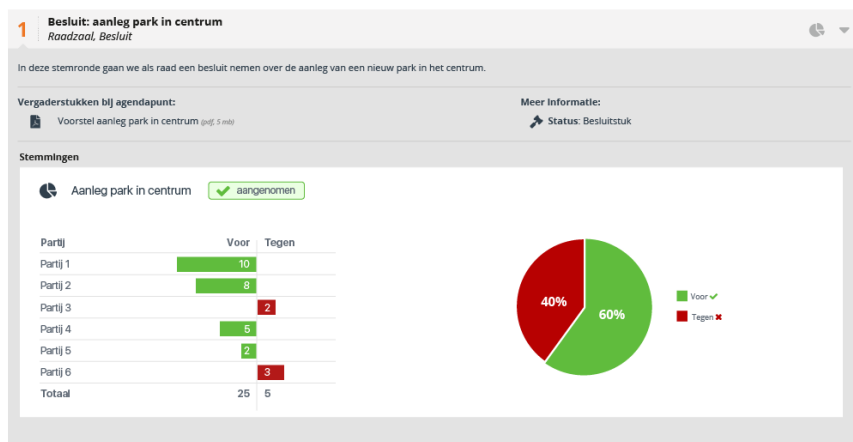 1
Besluit: aanleg park in centrum
Raadzaal, Besluit
In deze stemronde gaan we als raad een besluit nemen over de aanleg van een nieuw park in het centrum.
Vergaderstukken bij agendapunt:
Voorstel aanleg park in centrum (pdf, 5 mb)
Meer Informatie:
Status: Besluitstuk
Stemmingen
Aanleg park in centrum aangenomen
Partij Voor Tegen
Partij 1 10
Partij 2 8
Partij 3 2
Partij 4 5
Partij 5 2
Partij 6 3
Totaal 25 5
40%
60%
Voor
Tegen